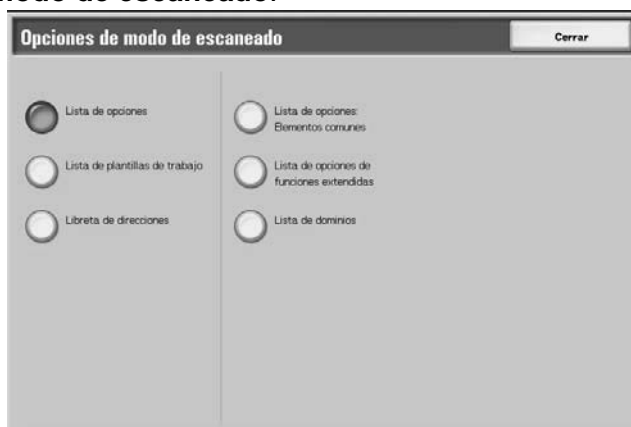 modo de escaneado.
Opciones de modo de escaneado
Cerrar
Lista de opciones
Lista de plantillas de trabajo
Libreta de direcciones
Lista de opciones:
Elementos comunes
Lista de opciones de
funciones extendidas
Lista de dominios